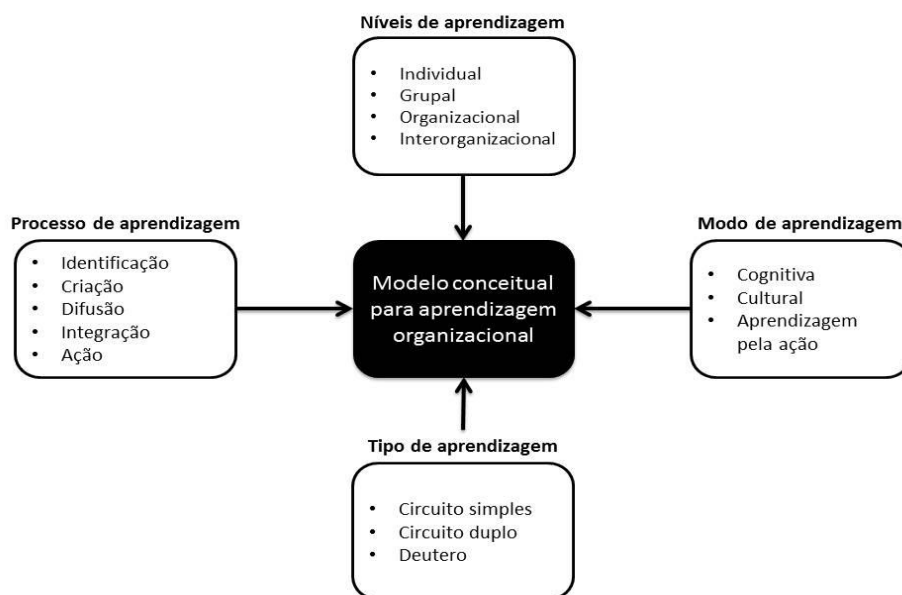 Níveis de aprendizagem
• Individual
• Grupal
• Organizacional
• Interorganizacional
Processo de aprendizagem
• Identificação
• Criação
• Difusão
• Integração
• Ação
Modelo conceitual
para aprendizagem
organizacional
Modo de aprendizagem
• Cognitiva
• Cultural
• Aprendizagem
pela ação
Tipo de aprendizagem
• Circuito simples
• Circuito duplo
• Deutero